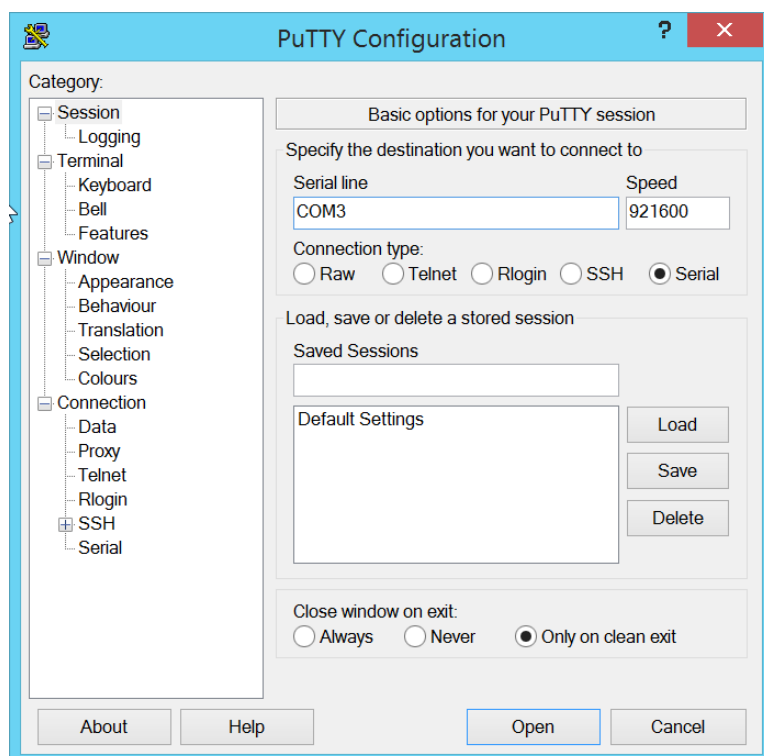 PuTTY Configuration
?
Category:
Session
Logging
Terminal
Keyboard
Bell
Features
Window
Appearance
Behaviour
Translation
Selection
Colours
Connection
Data
Proxy
Telnet
Rlogin
SSH
Serial
Basic options for your PuTTY session
Specify the destination you want to connect to
Serial line Speed
COM3 921600
Connection type:
Raw Telnet Rlogin SSH Serial
Load, save or delete a stored session
Saved Sessions
Default Settings
Load
Save
Delete
Close window on exit:
Always Never Only on clean exit
About Help Open Cancel